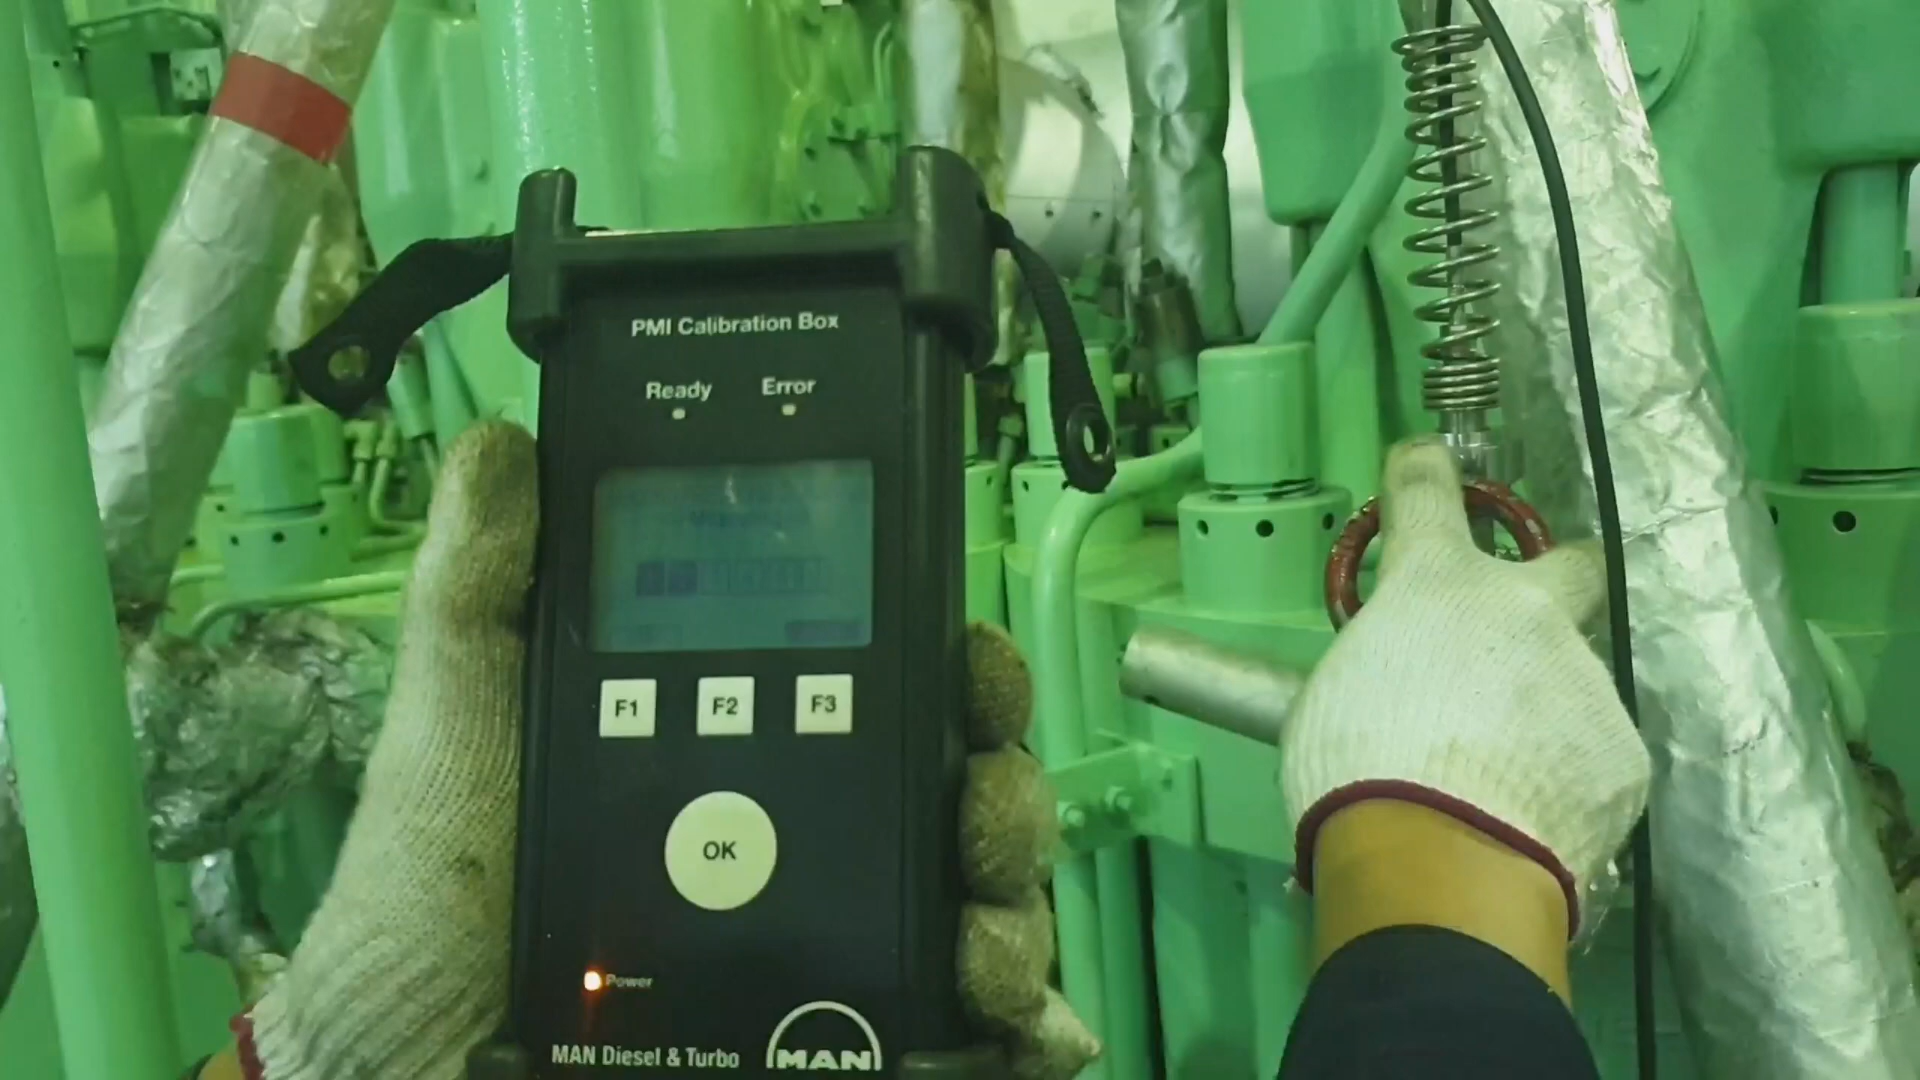 PMI Calibration Box
Ready Error
F1 F2 F3
OK
Power
MAN Diesel & Turbo
MAN